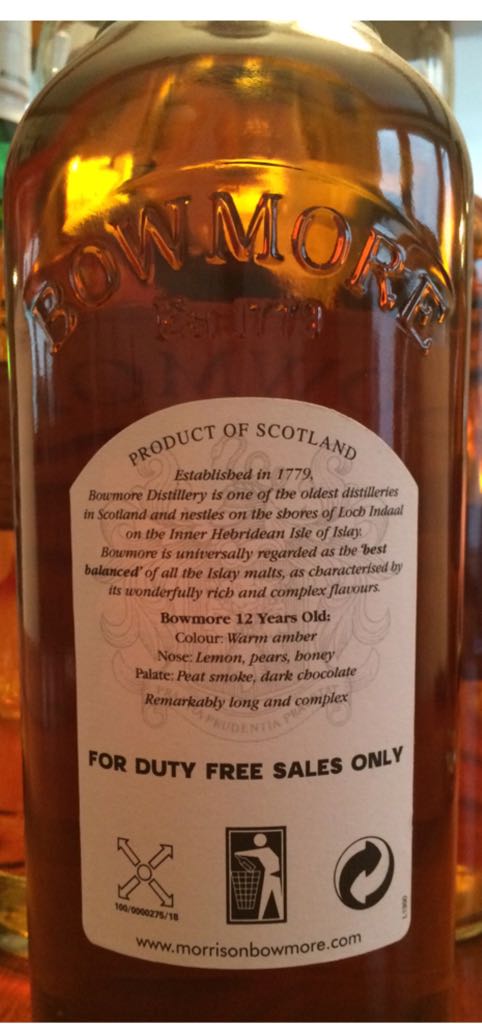 BOWMORE
Est. 1779
PRODUCT OF SCOTLAND
Established in 1779,
Bowmore Distillery is one of the oldest distilleries
in Scotland and nestles on the shores of Loch Indaal
on the Inner Hebridean Isle of Islay.
Bowmore is universally regarded as the 'best
balanced' of all the Islay malts, as characterised by
its wonderfully rich and complex flavours.
Bowmore 12 Years Old:
Colour: Warm amber
Nose: Lemon, pears, honey
Palate: Peat smoke, dark chocolate
Remarkably long and complex
PRUDENTIA
FOR DUTY FREE SALES ONLY
100/0000275/18
www.morrisonbowmore.com